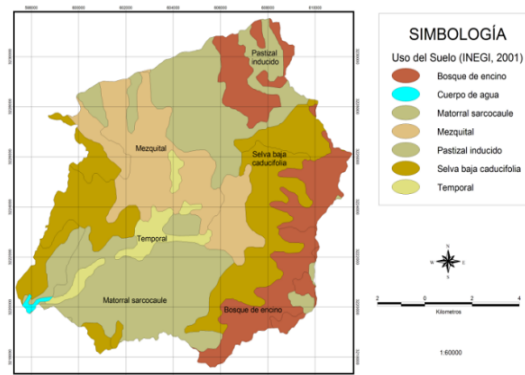 Pastizal
inducido
Mezquital
Selva baja
caducifolia
Temporal
Matorral sarcocaule
Bosque de encino
SIMBOLOGÍA
Uso del Suelo (INEGI, 2001)
Bosque de encino
Cuerpo de agua
Matorral sarcocaule
Mezquital
Pastizal inducido
Selva baja caducifolia
Temporal
N
W E
S
2 0 2 4
Kilometros
1:60000